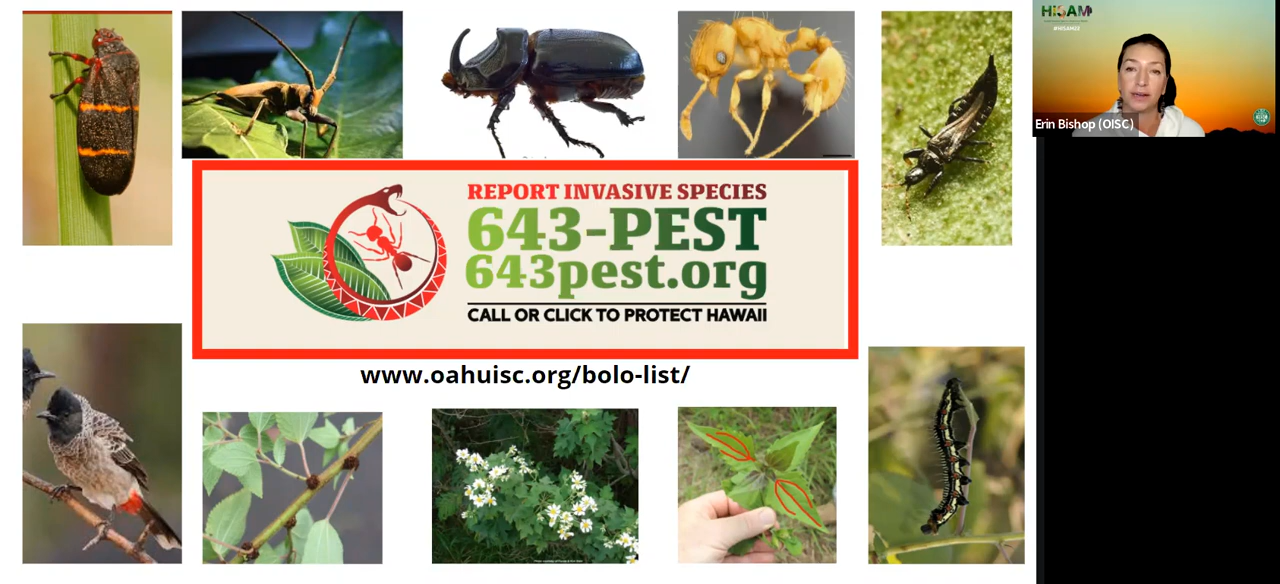 REPORT INVASIVE SPECIES
643-PEST
643pest.org
CALL OR CLICK TO PROTECT HAWAII
www.oahuisc.org/bolo-list/
HISAM
#HISAM22
Erin Bishop (OISC)